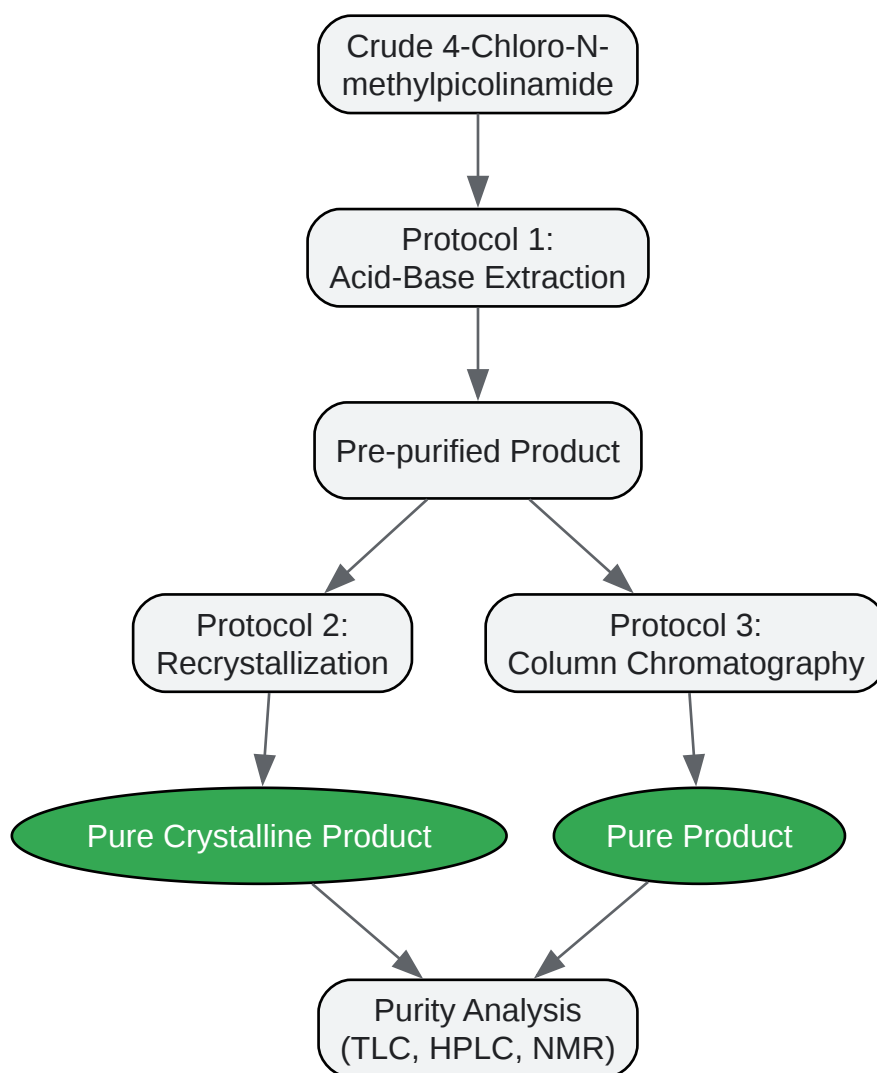 Crude 4-Chloro-N-
methylpicolinamide
Protocol 1:
Acid-Base Extraction
Pre-purified Product
Protocol 2:
Recrystallization
Protocol 3:
Column Chromatography
Pure Crystalline Product
Pure Product
Purity Analysis
(TLC, HPLC, NMR)